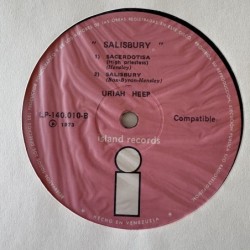 " SALISBURY "
1) SACERDOTISA
(High priestess)
(Hensley)
2) SALISBURY
(Box-Byron-Hensley)
URIAH HEEP
LP-140.010-B
℗ 1973
Compatible
island records
i
HECHO EN VENEZUELA